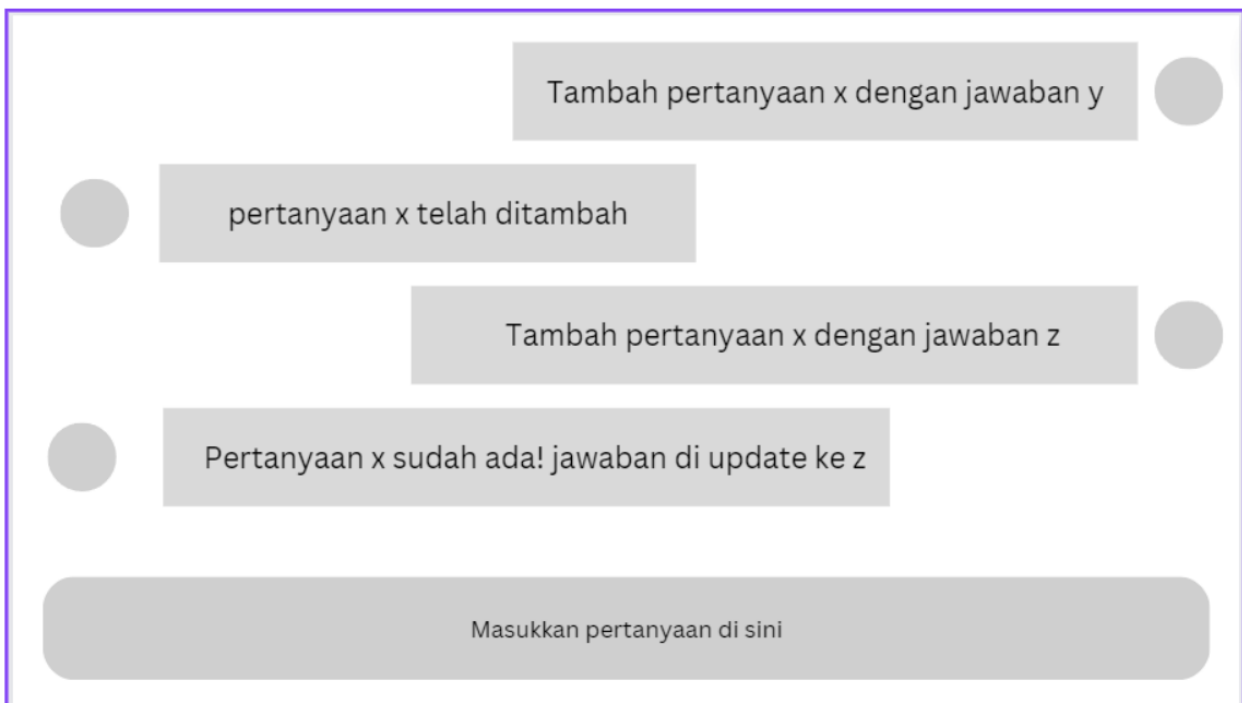 Tambah pertanyaan x dengan jawaban y
pertanyaan x telah ditambah
Tambah pertanyaan x dengan jawaban z
Pertanyaan x sudah ada! jawaban di update ke z
Masukkan pertanyaan di sini